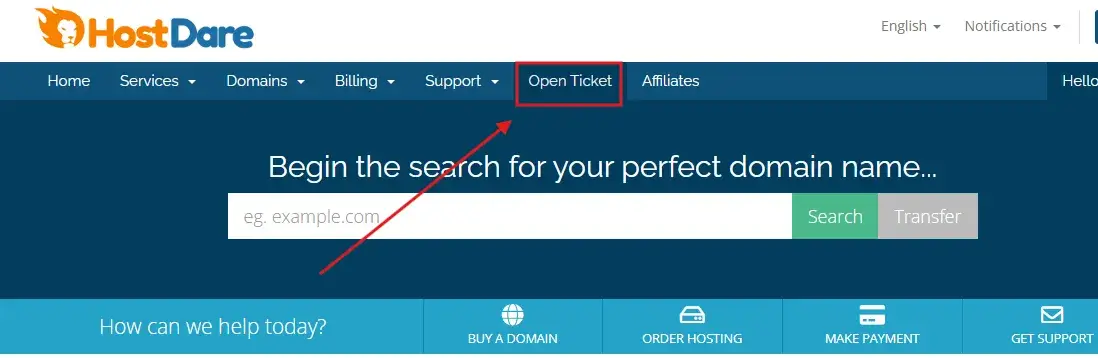 HostDare
English Notifications
Home Services Domains Billing Support Open Ticket Affiliates Hello
Begin the search for your perfect domain name...
eg. example.com Search Transfer
How can we help today? BUY A DOMAIN ORDER HOSTING MAKE PAYMENT GET SUPPORT